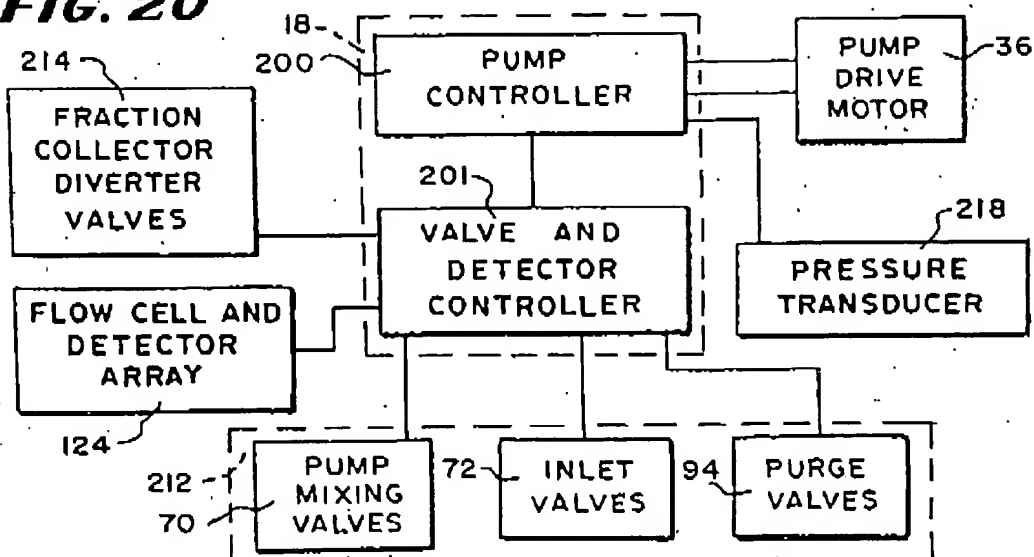 FIG. 20
18
200
PUMP
CONTROLLER
PUMP
DRIVE
MOTOR
36
214
FRACTION
COLLECTOR
DIVERTER
VALVES
201
VALVE AND
DETECTOR
CONTROLLER
218
PRESSURE
TRANSDUCER
FLOW CELL AND
DETECTOR
ARRAY
124
212
70
PUMP
MIXING
VALVES
72
INLET
VALVES
94
PURGE
VALVES